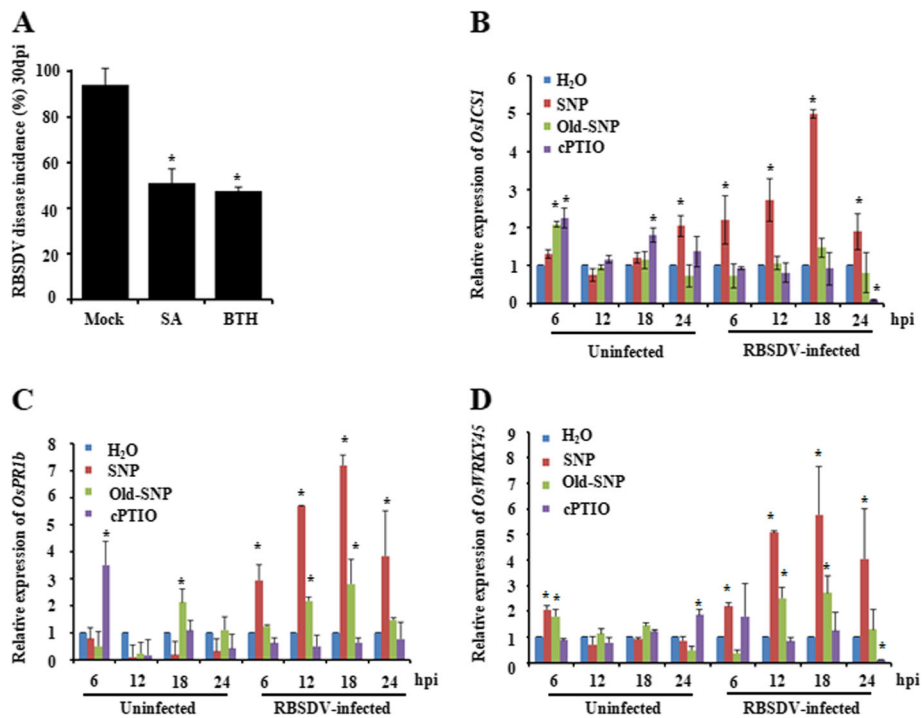 A
RBSDV disease incidence (%) 30dpi
100
80
60
40
20
0
*
*
Mock SA BTH
B
Relative expression of OsICS1
6
5
4
3
2
1
0
H₂O
SNP
Old-SNP
cPTIO
* * * * * * * * *
6 12 18 24 6 12 18 24 hpi
Uninfected RBSDV-infected
C
Relative expression of OsPR1b
8
7
6
5
4
3
2
1
0
H₂O
SNP
Old-SNP
cPTIO
* * * * * * * *
6 12 18 24 6 12 18 24 hpi
Uninfected RBSDV-infected
D
Relative expression of OsWRKY45
9
8
7
6
5
4
3
2
1
0
H₂O
SNP
Old-SNP
cPTIO
* * * * * * * * * *
6 12 18 24 6 12 18 24 hpi
Uninfected RBSDV-infected